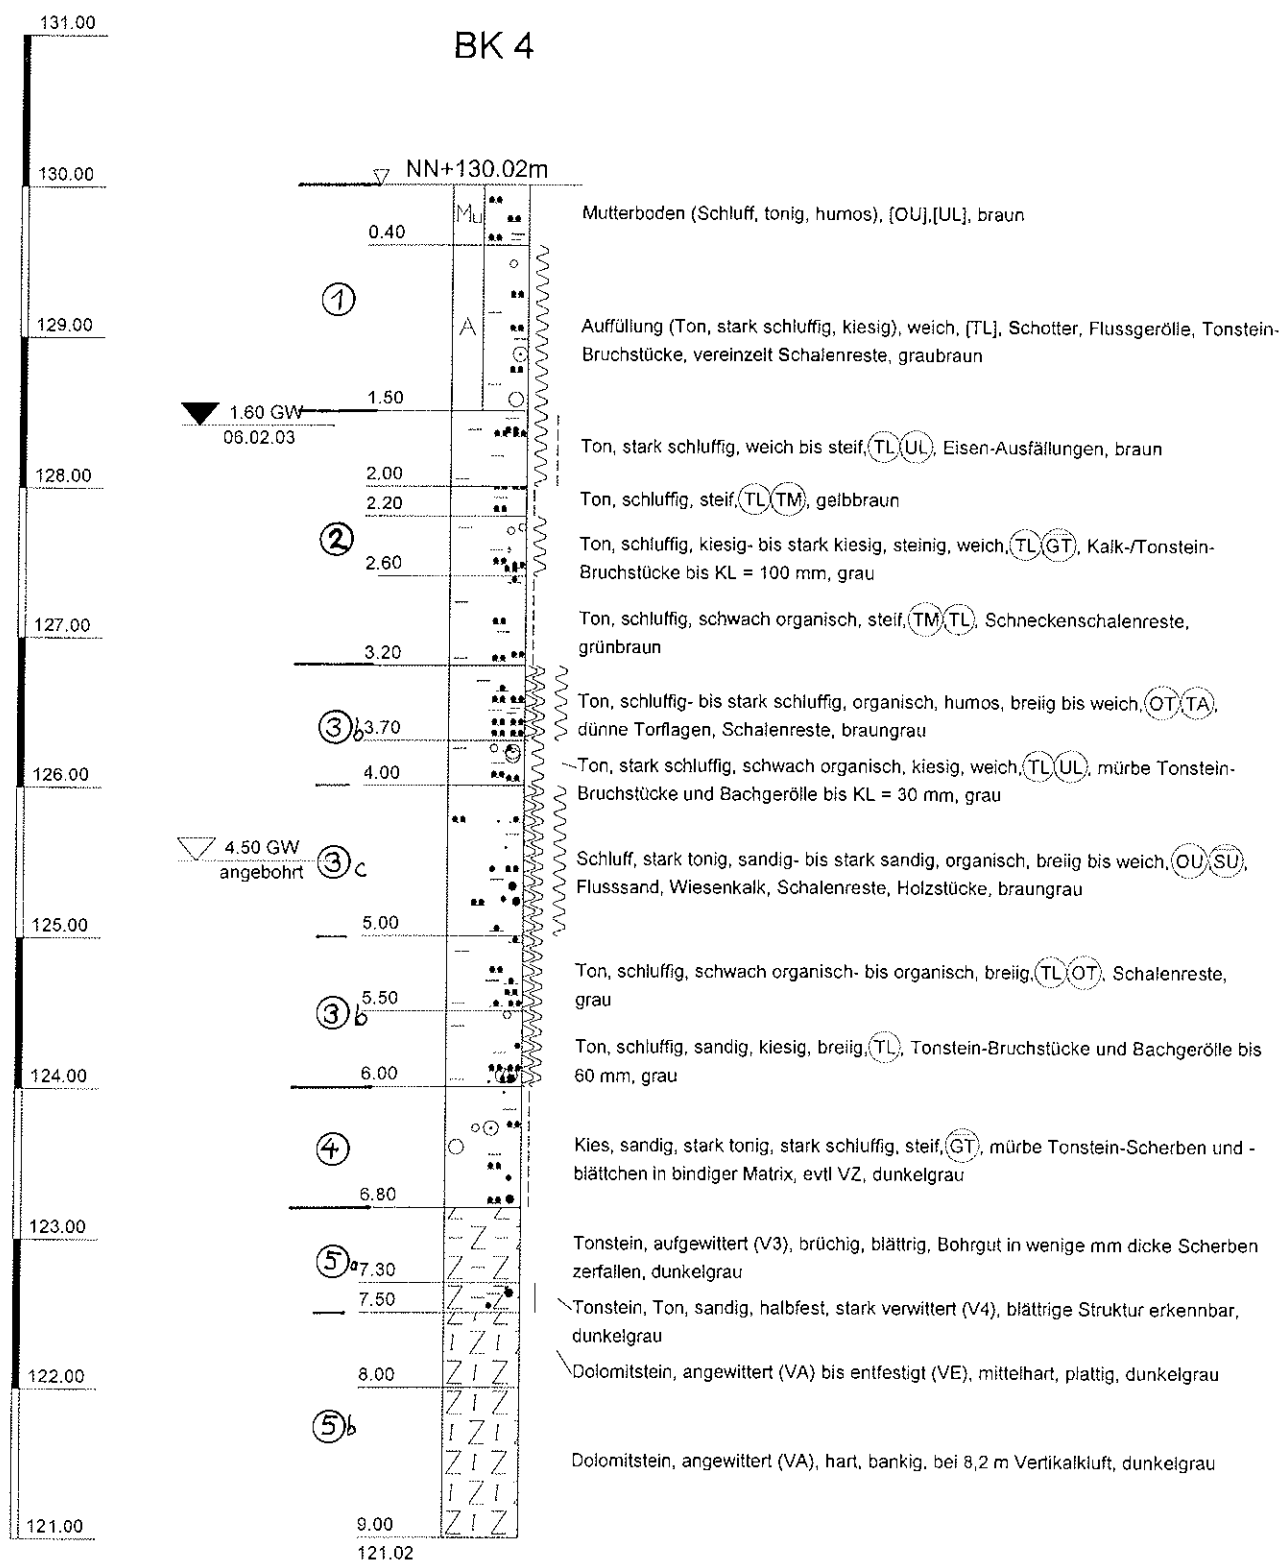 131.00
BK 4
130.00
NN+130.02m
Mu
Mutterboden (Schluff, tonig, humos), [OU],[UL], braun
0.40
①
129.00
A
Auffüllung (Ton, stark schluffig, kiesig), weich, [TL], Schotter, Flussgerölle, Tonstein-
Bruchstücke, vereinzelt Schalenreste, graubraun
1.50
1.60 GW
06.02.03
Ton, stark schluffig, weich bis steif, TL UL, Eisen-Ausfällungen, braun
128.00
2.00
2.20
Ton, schluffig, steif, TL TM, gelbbraun
②
Ton, schluffig, kiesig- bis stark kiesig, steinig, weich, TL GT, Kalk-/Tonstein-
Bruchstücke bis KL = 100 mm, grau
2.60
127.00
Ton, schluffig, schwach organisch, steif, TM TL, Schneckenschalenreste,
grünbraun
3.20
Ton, schluffig- bis stark schluffig, organisch, humos, breiig bis weich, OT TA,
dünne Torflagen, Schalenreste, braungrau
③b
3.70
126.00
4.00
Ton, stark schluffig, schwach organisch, kiesig, weich, TL UL, mürbe Tonstein-
Bruchstücke und Bachgerölle bis KL = 30 mm, grau
4.50 GW
angebohrt
③c
Schluff, stark tonig, sandig- bis stark sandig, organisch, breiig bis weich, OU SU,
Flusssand, Wiesenkalk, Schalenreste, Holzstücke, braungrau
125.00
5.00
Ton, schluffig, schwach organisch- bis organisch, breiig, TL OT, Schalenreste,
grau
③b
5.50
Ton, schluffig, sandig, kiesig, breiig, TL, Tonstein-Bruchstücke und Bachgerölle bis
60 mm, grau
124.00
6.00
④
Kies, sandig, stark tonig, stark schluffig, steif, GT, mürbe Tonstein-Scherben und -
blättchen in bindiger Matrix, evtl VZ, dunkelgrau
6.80
123.00
⑤a
Tonstein, aufgewittert (V3), brüchig, blättrig, Bohrgut in wenige mm dicke Scherben
zerfallen, dunkelgrau
7.30
7.50
Tonstein, Ton, sandig, halbfest, stark verwittert (V4), blättrige Struktur erkennbar,
dunkelgrau
122.00
8.00
Dolomitstein, angewittert (VA) bis entfestigt (VE), mittelhart, plattig, dunkelgrau
⑤b
Dolomitstein, angewittert (VA), hart, bankig, bei 8,2 m Vertikalkluft, dunkelgrau
121.00
9.00
121.02